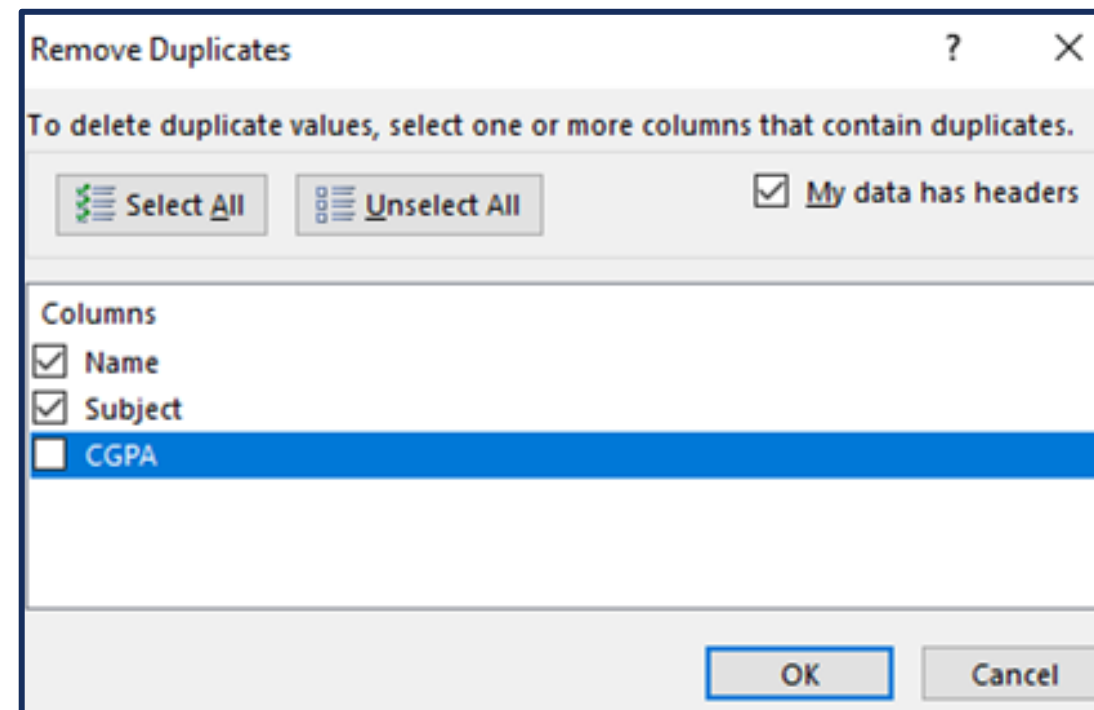 Remove Duplicates ?
To delete duplicate values, select one or more columns that contain duplicates.
Select All Unselect All My data has headers
Columns
Name
Subject
CGPA
OK Cancel